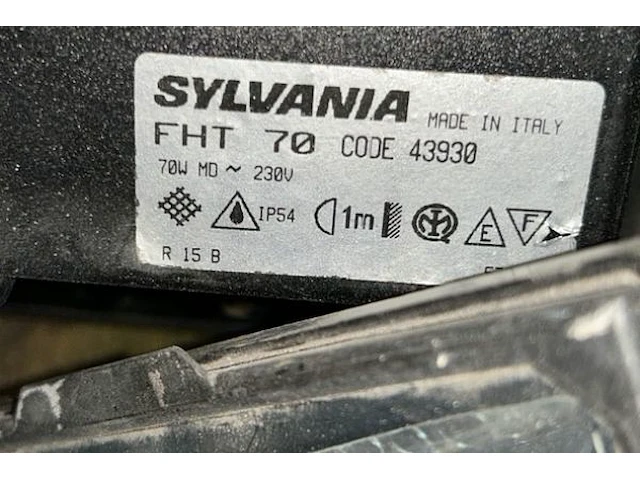 SYLVANIA MADE IN ITALY
FHT 70 CODE 43930
70W MD ~ 230V
IP54 1m E F
R 15 B